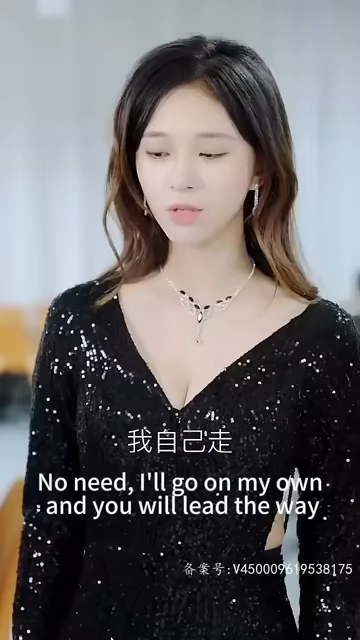 我自己走
No need, I'll go on my own
and you will lead the way
备案号:V450009619538175